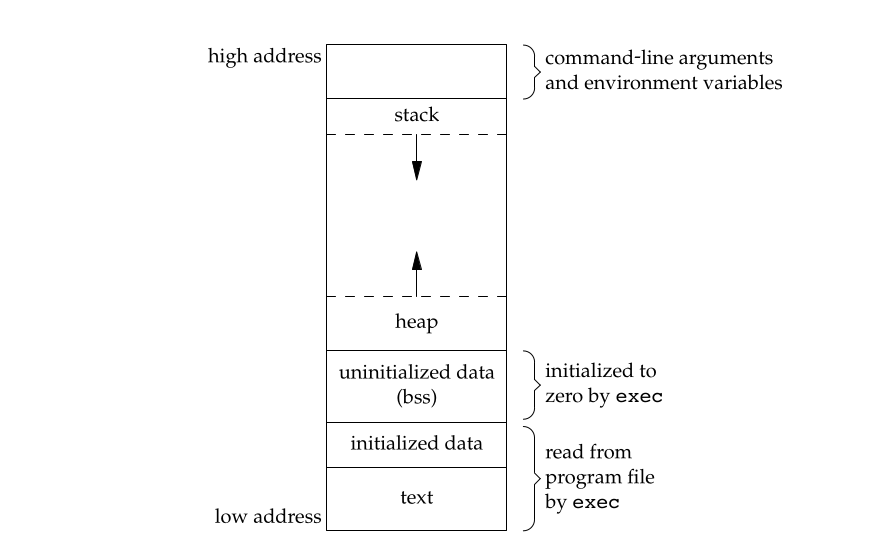 high address
command-line arguments
and environment variables
stack
heap
uninitialized data
(bss)
initialized to
zero by exec
initialized data
read from
program file
by exec
text
low address